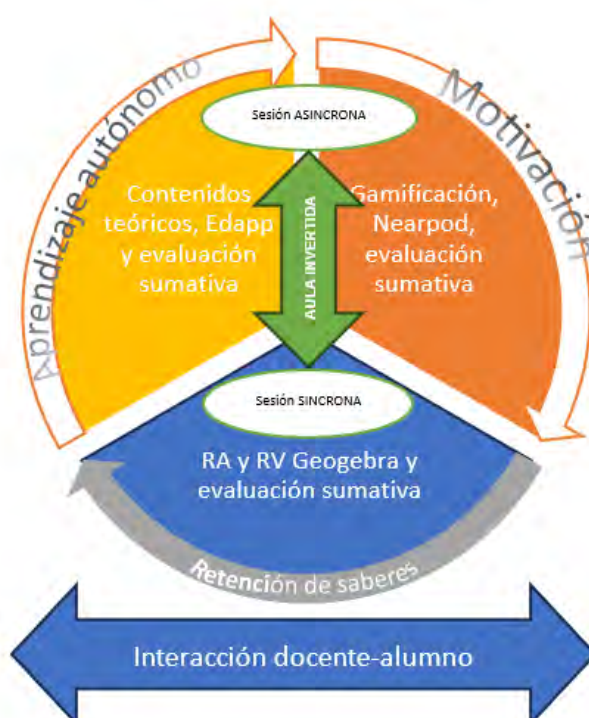 Aprendizaje autónomo
Motivación
Sesión ASINCRONA
Contenidos
teóricos, Edapp
y evaluación
sumativa
AULA INVERTIDA
Gamificación,
Nearpod,
evaluación
sumativa
Sesión SINCRONA
RA y RV Geogebra y
evaluación sumativa
Retención de saberes
Interacción docente-alumno